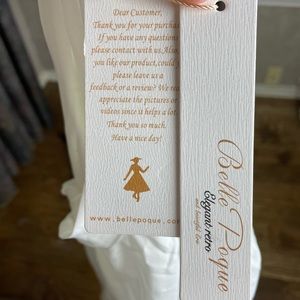 Dear Customer,
Thank you for your purchase
If you have any questions
please contact with us.Also,
you like our product,could
please leave us a
feedback or a review? We rea
appreciate the pictures or
videos since it helps a lot
Thank you so much.
Have a nice day!
www.bellepoque.com
Belle Poque
Elegant retro